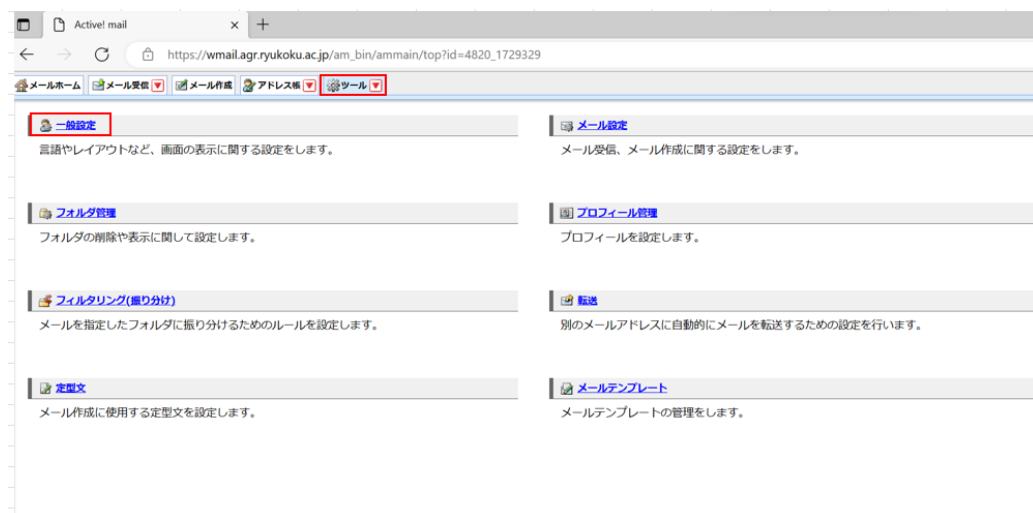 Active! mail
https://wmail.agr.ryukoku.ac.jp/am_bin/ammain/top?id=4820_1729329
メールホーム メール受信 メール作成 アドレス帳 ツール
一般設定
言語やレイアウトなど、画面の表示に関する設定をします。
メール設定
メール受信、メール作成に関する設定をします。
フォルダ管理
フォルダの削除や表示に関して設定します。
プロフィール管理
プロフィールを設定します。
フィルタリング(振り分け)
メールを指定したフォルダに振り分けるためのルールを設定します。
転送
別のメールアドレスに自動的にメールを転送するための設定を行います。
定型文
メール作成に使用する定型文を設定します。
メールテンプレート
メールテンプレートの管理をします。